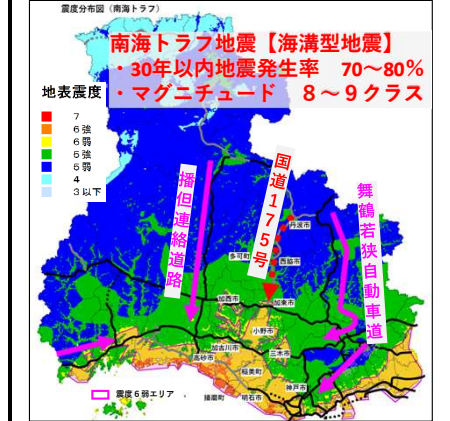 震度分布図（南海トラフ）
南海トラフ地震【海溝型地震】
・30年以内地震発生率　70～80％
・マグニチュード　８～９クラス
地表震度
7
６強
６弱
５強
５弱
4
３以下
播但連絡道路
国道１７５号
舞鶴若狭自動車道
丹波市
多可町
西脇市
加西市
加東市
小野市
加古川市
三木市
高砂市
稲美町
神戸市
播磨町
明石市
震度６弱エリア